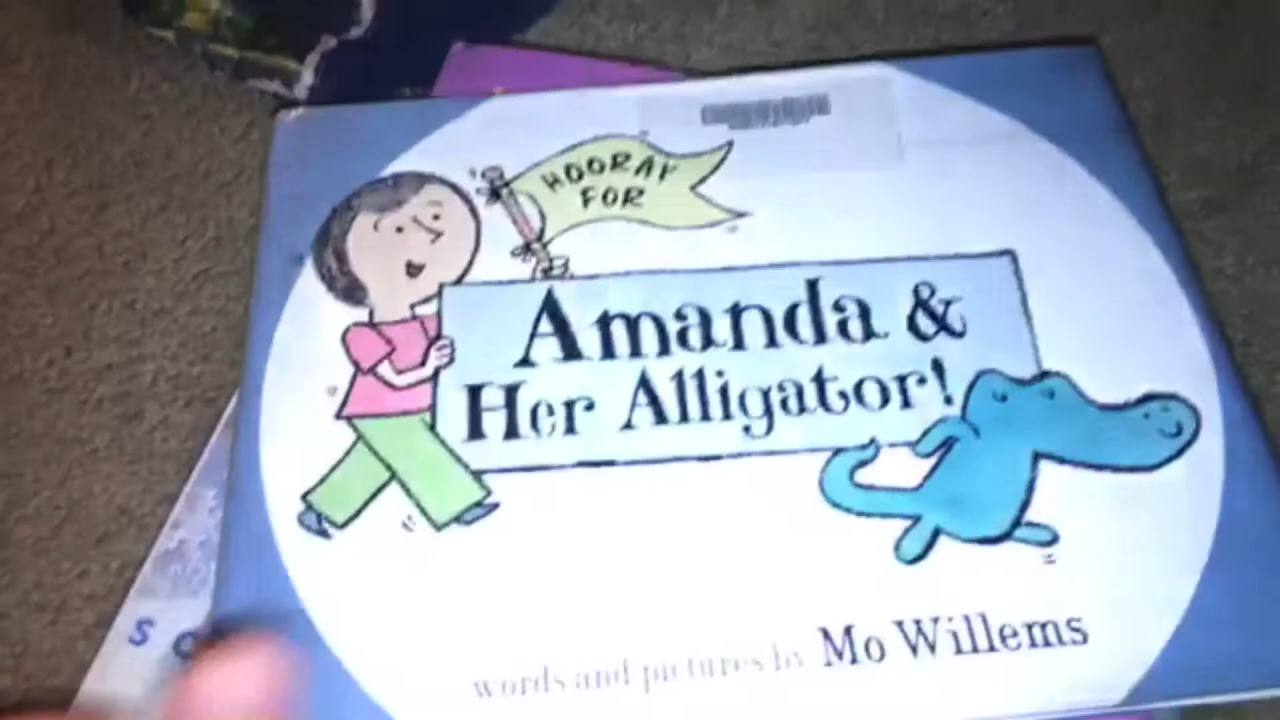 HOORAY
FOR
Amanda &
Her Alligator!
words and pictures by Mo Willems
S